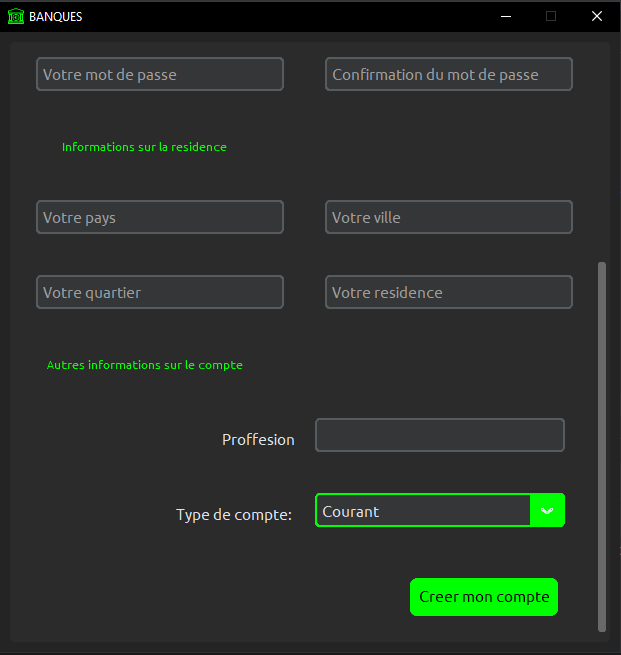 BANQUES
Votre mot de passe
Confirmation du mot de passe
Informations sur la residence
Votre pays
Votre ville
Votre quartier
Votre residence
Autres informations sur le compte
Proffesion
Type de compte:
Courant
Creer mon compte